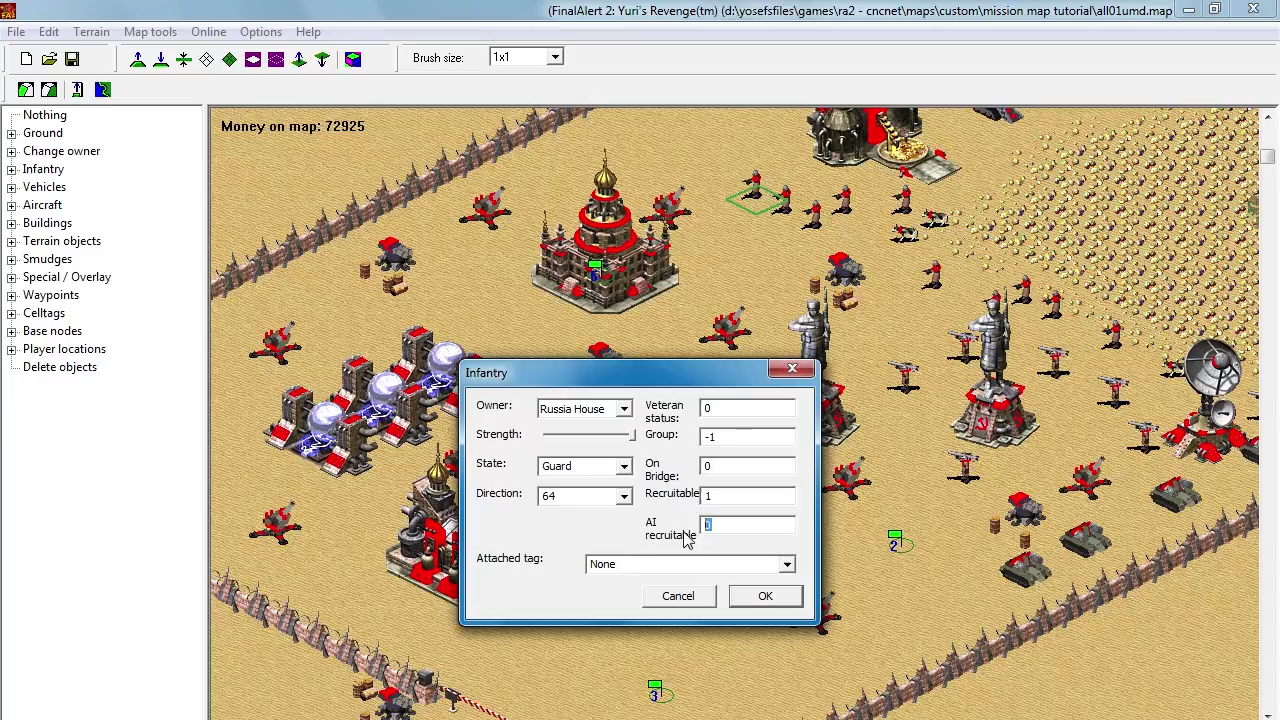 (FinalAlert 2: Yuri's Revenge(tm) (d:\yosefsfiles\games\ra2 - cncnet\maps\custom\mission map tutorial\all01umd.map
File Edit Terrain Map tools Online Options Help
Brush size: 1x1
Nothing
Ground
Change owner
Infantry
Vehicles
Aircraft
Buildings
Terrain objects
Smudges
Special / Overlay
Waypoints
Celltags
Base nodes
Player locations
Delete objects
Money on map: 72925
Infantry
Owner: Russia House
Veteran status: 0
Strength:
Group: -1
State: Guard
On Bridge: 0
Direction: 64
Recruitable 1
AI recruitable 0
Attached tag: None
Cancel OK
2
3